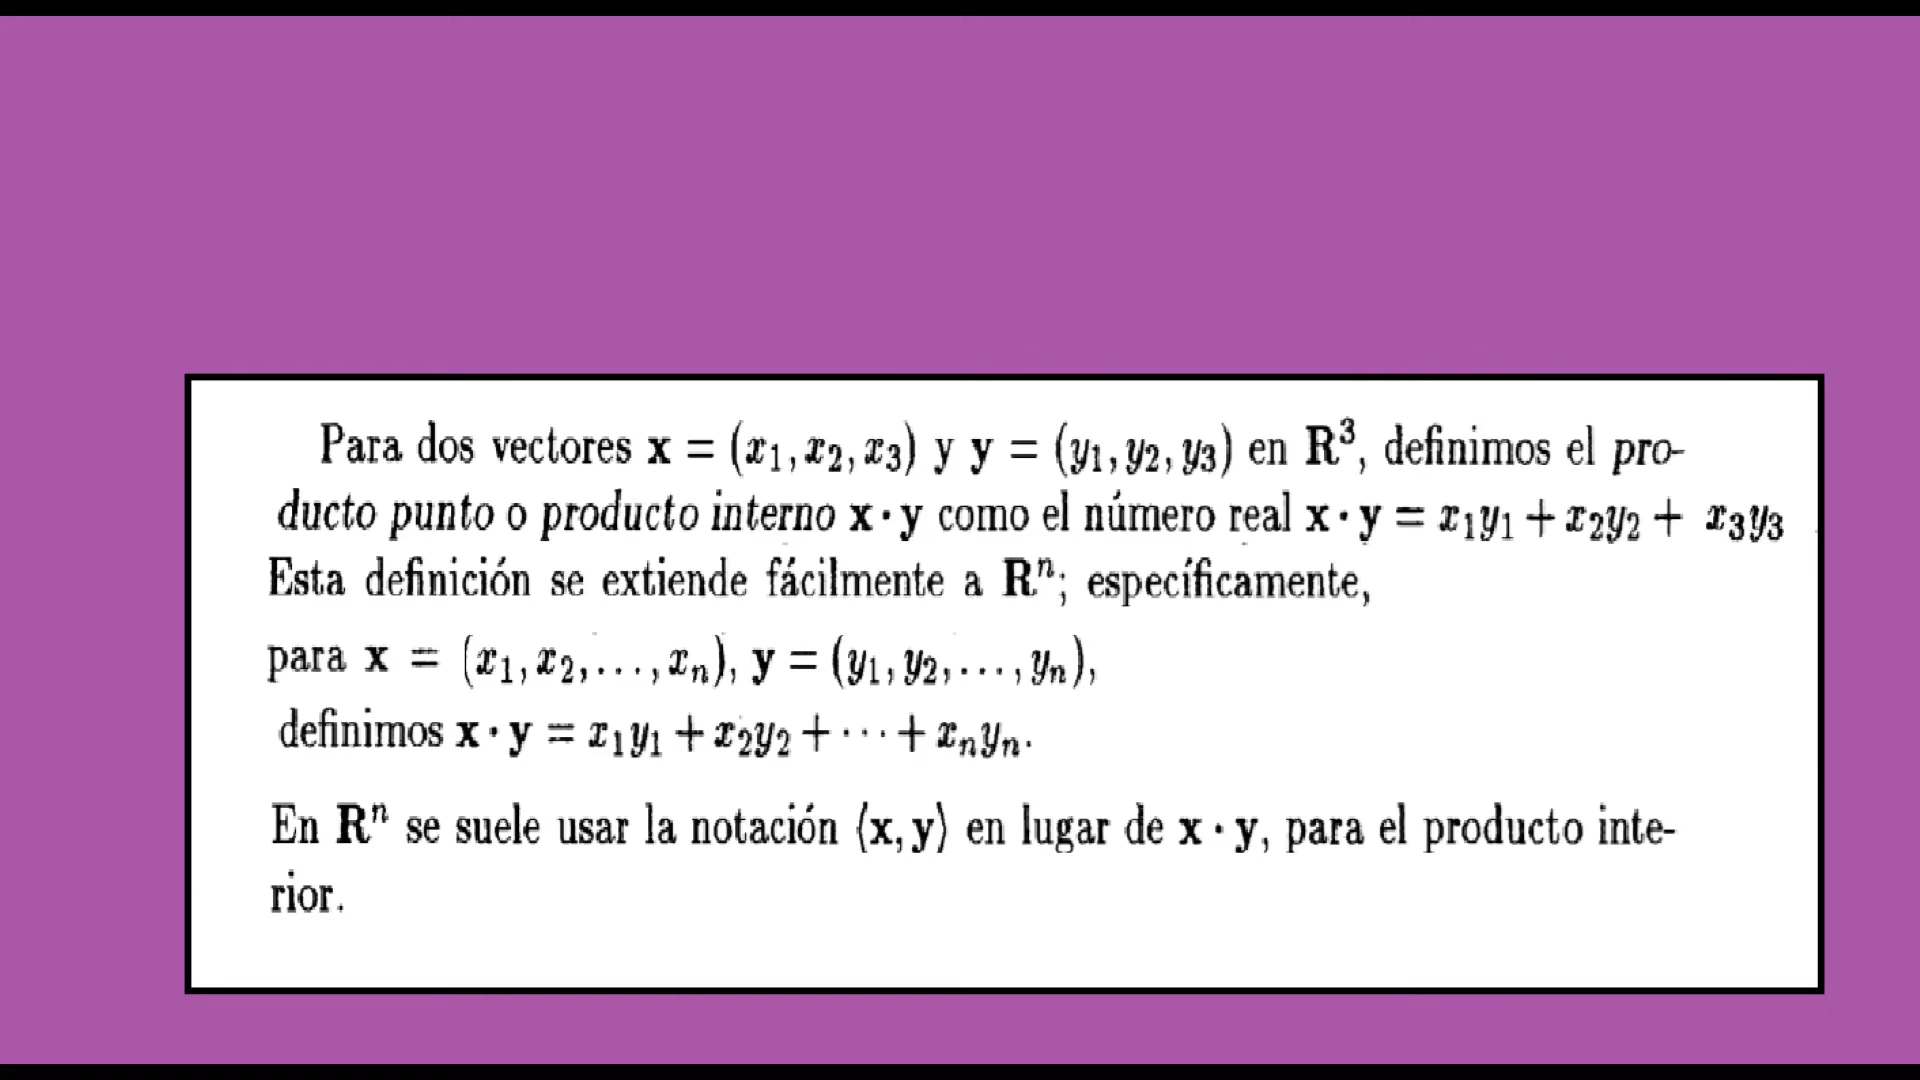 Para dos vectores x = (x₁, x₂, x₃) y y = (y₁, y₂, y₃) en R³, definimos el pro-
ducto punto o producto interno x · y como el número real x · y = x₁y₁ + x₂y₂ + x₃y₃
Esta definición se extiende fácilmente a Rⁿ; específicamente,
para x = (x₁, x₂, . . . , xₙ), y = (y₁, y₂, . . . , yₙ),
definimos x · y = x₁y₁ + x₂y₂ + · · · + xₙyₙ.
En Rⁿ se suele usar la notación ⟨x, y⟩ en lugar de x · y, para el producto inte-
rior.